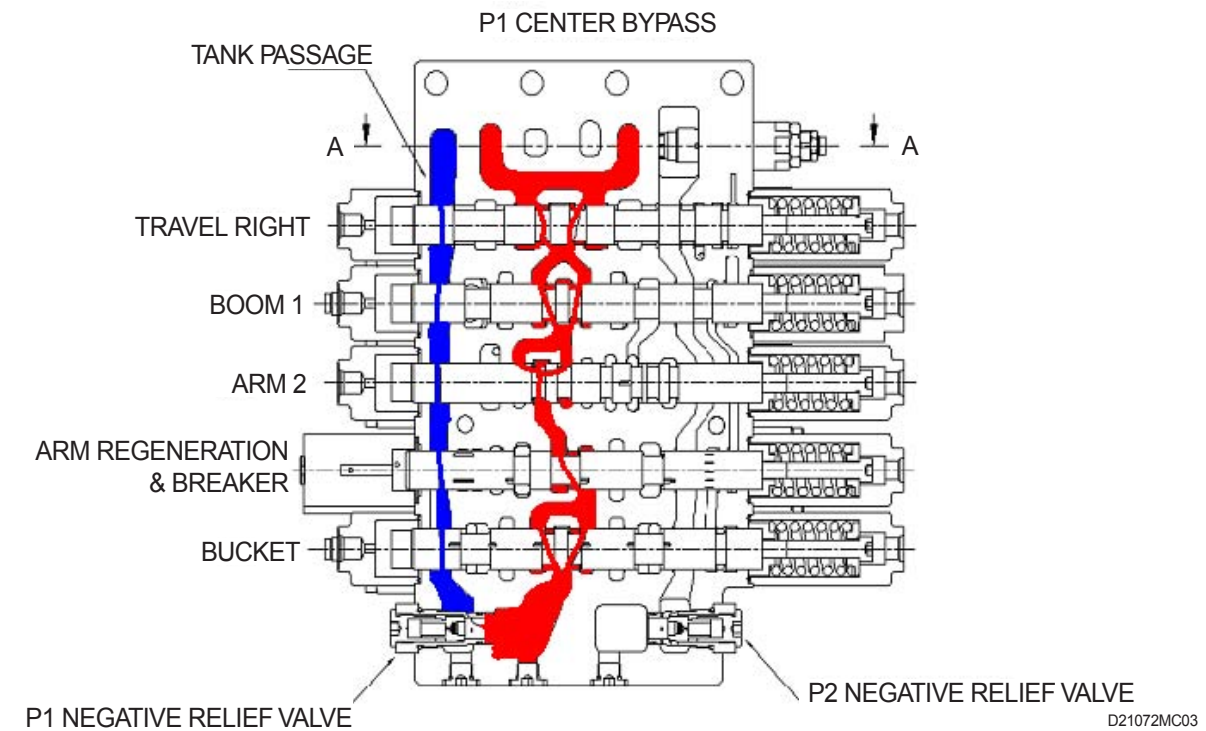 P1 CENTER BYPASS
TANK PASSAGE
A
A
TRAVEL RIGHT
BOOM 1
ARM 2
ARM REGENERATION
& BREAKER
BUCKET
P2 NEGATIVE RELIEF VALVE
P1 NEGATIVE RELIEF VALVE
D21072MC03